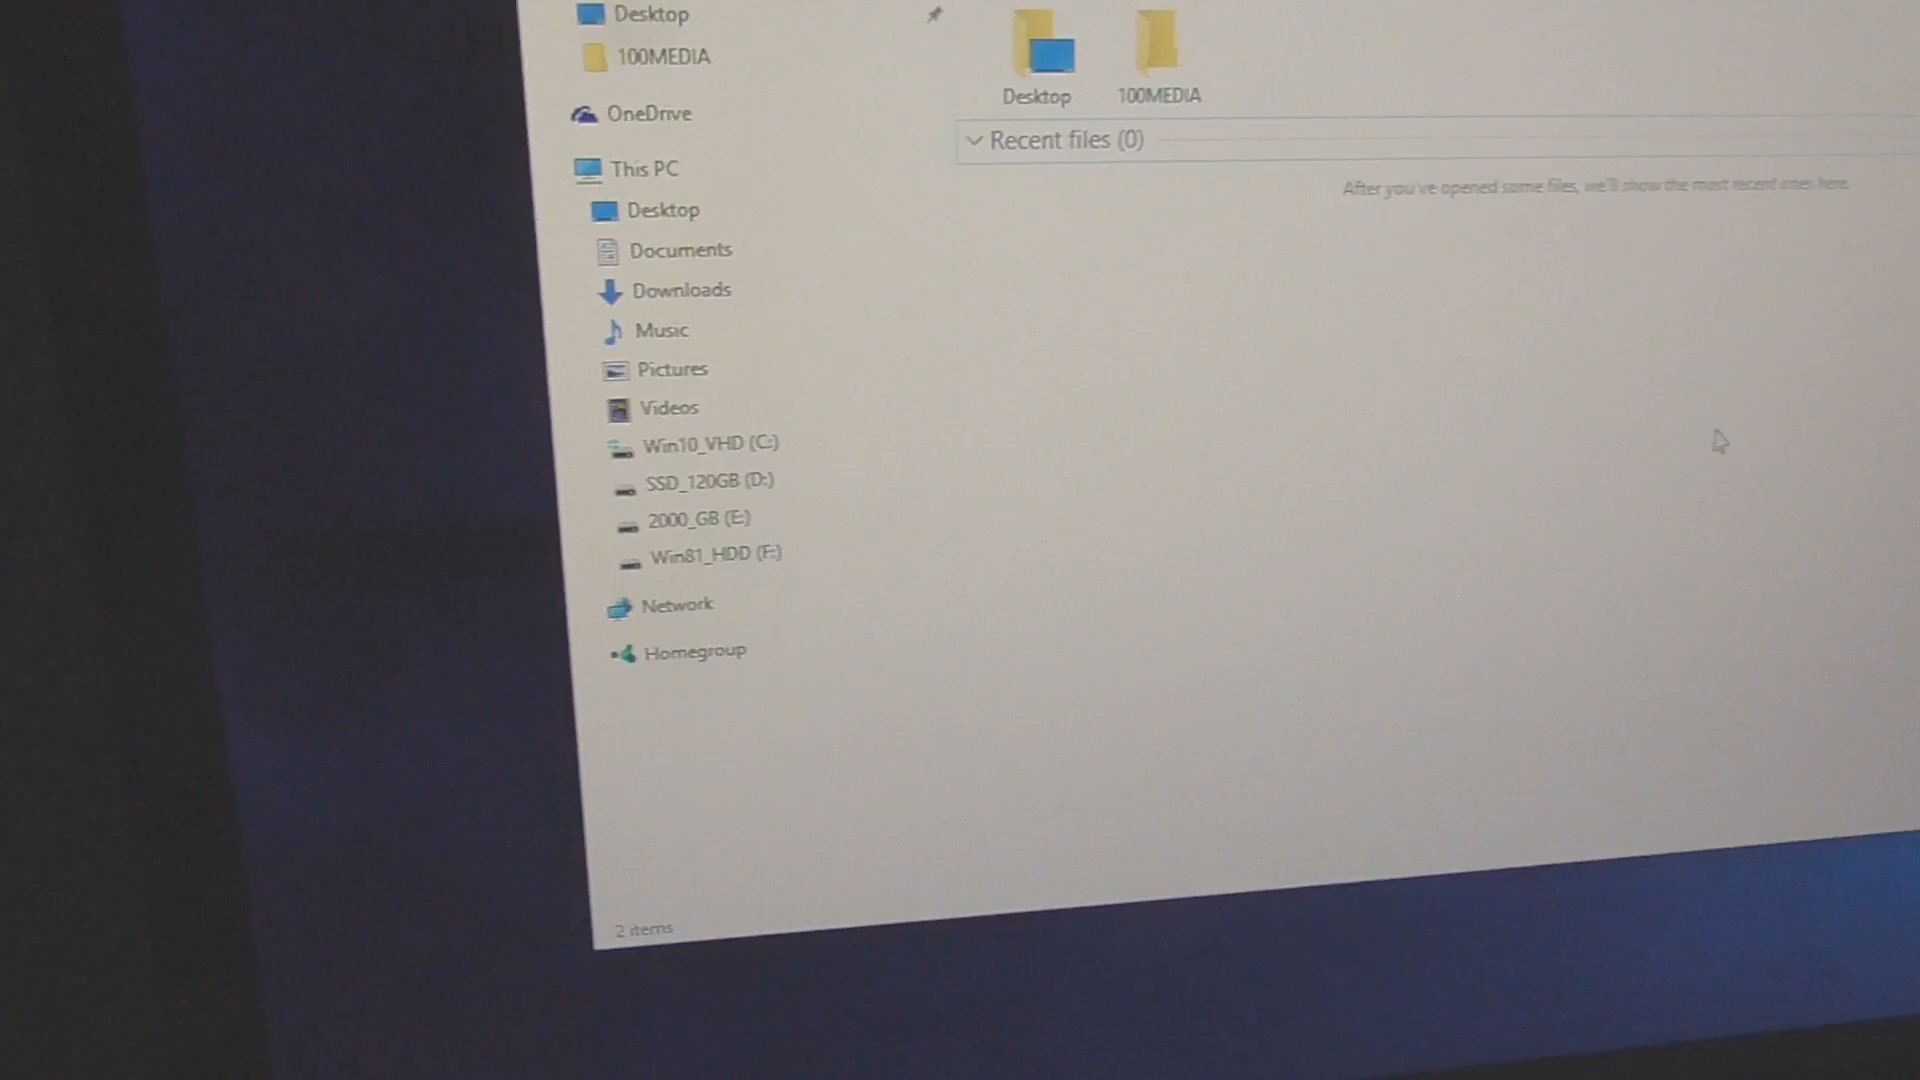 Desktop
100MEDIA
OneDrive
This PC
Desktop
Documents
Downloads
Music
Pictures
Videos
Win10_VHD (C:)
SSD_120GB (D:)
2000_GB (E:)
Win81_HDD (F:)
Network
Homegroup
2 items
Desktop
100MEDIA
Recent files (0)
After you've opened some files, we'll show the most recent ones here.